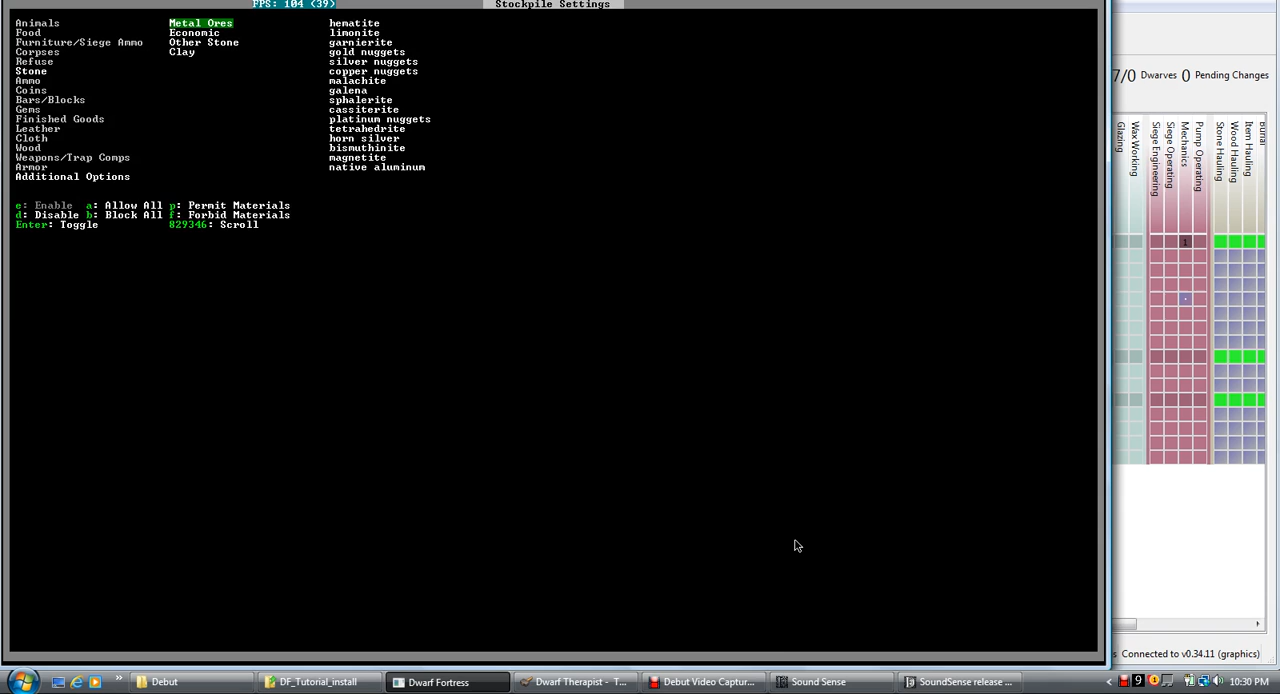 FPS: 104 (39)
Stockpile Settings
Animals
Food
Furniture/Siege Ammo
Corpses
Refuse
Stone
Ammo
Coins
Bars/Blocks
Gems
Finished Goods
Leather
Cloth
Wood
Weapons/Trap Comps
Armor
Additional Options
Metal Ores
Economic
Other Stone
Clay
hematite
limonite
garnierite
gold nuggets
silver nuggets
copper nuggets
malachite
galena
sphalerite
cassiterite
platinum nuggets
tetrahedrite
horn silver
bismuthinite
magnetite
native aluminum
e: Enable a: Allow All p: Permit Materials
d: Disable b: Block All f: Forbid Materials
Enter: Toggle 829346: Scroll
7/0 Dwarves 0 Pending Changes
Glazing
Wax Working
Siege Engineering
Siege Operating
Mechanics
Pump Operating
Stone Hauling
Wood Hauling
Item Hauling
Burial
1
Connected to v0.34.11 (graphics)
Debut
DF_Tutorial_install
Dwarf Fortress
Dwarf Therapist - T...
Debut Video Captur...
Sound Sense
SoundSense release ...
9
10:30 PM